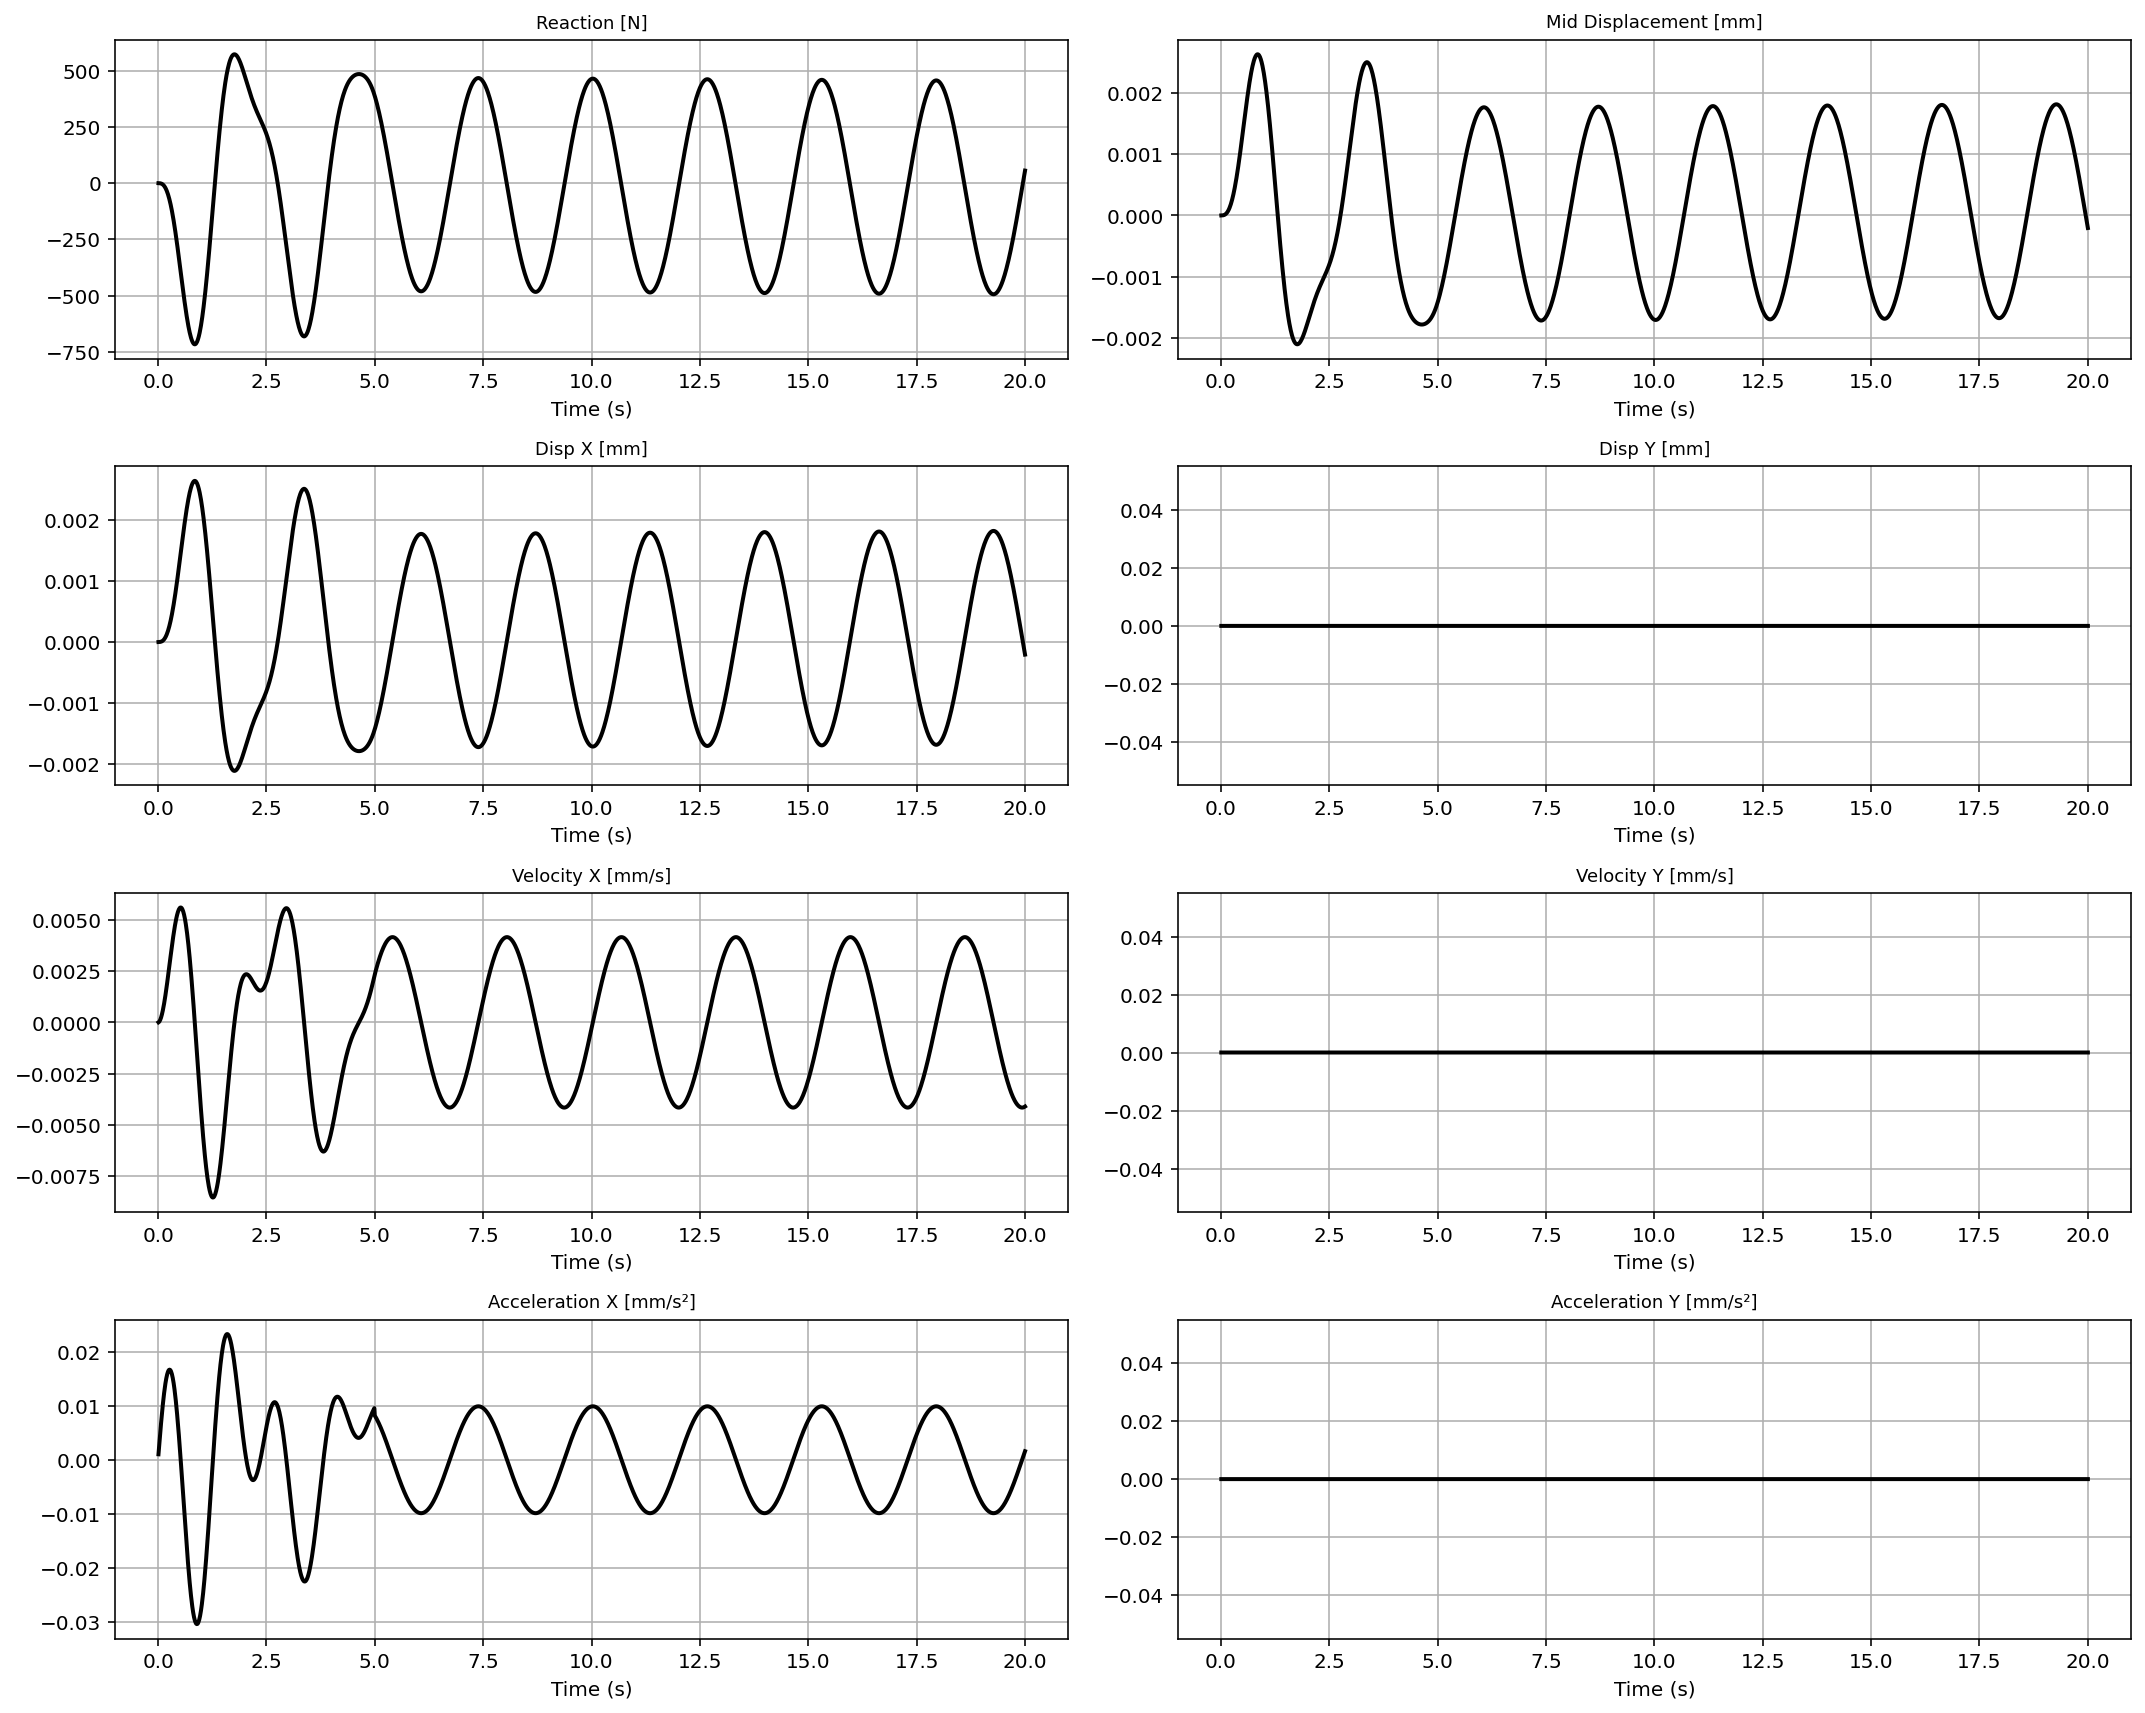 Reaction [N]
500
250
0
−250
−500
−750
0.0 2.5 5.0 7.5 10.0 12.5 15.0 17.5 20.0
Time (s)
Mid Displacement [mm]
0.002
0.001
0.000
−0.001
−0.002
0.0 2.5 5.0 7.5 10.0 12.5 15.0 17.5 20.0
Time (s)
Disp X [mm]
0.002
0.001
0.000
−0.001
−0.002
0.0 2.5 5.0 7.5 10.0 12.5 15.0 17.5 20.0
Time (s)
Disp Y [mm]
0.04
0.02
0.00
−0.02
−0.04
0.0 2.5 5.0 7.5 10.0 12.5 15.0 17.5 20.0
Time (s)
Velocity X [mm/s]
0.0050
0.0025
0.0000
−0.0025
−0.0050
−0.0075
0.0 2.5 5.0 7.5 10.0 12.5 15.0 17.5 20.0
Time (s)
Velocity Y [mm/s]
0.04
0.02
0.00
−0.02
−0.04
0.0 2.5 5.0 7.5 10.0 12.5 15.0 17.5 20.0
Time (s)
Acceleration X [mm/s²]
0.02
0.01
0.00
−0.01
−0.02
−0.03
0.0 2.5 5.0 7.5 10.0 12.5 15.0 17.5 20.0
Time (s)
Acceleration Y [mm/s²]
0.04
0.02
0.00
−0.02
−0.04
0.0 2.5 5.0 7.5 10.0 12.5 15.0 17.5 20.0
Time (s)